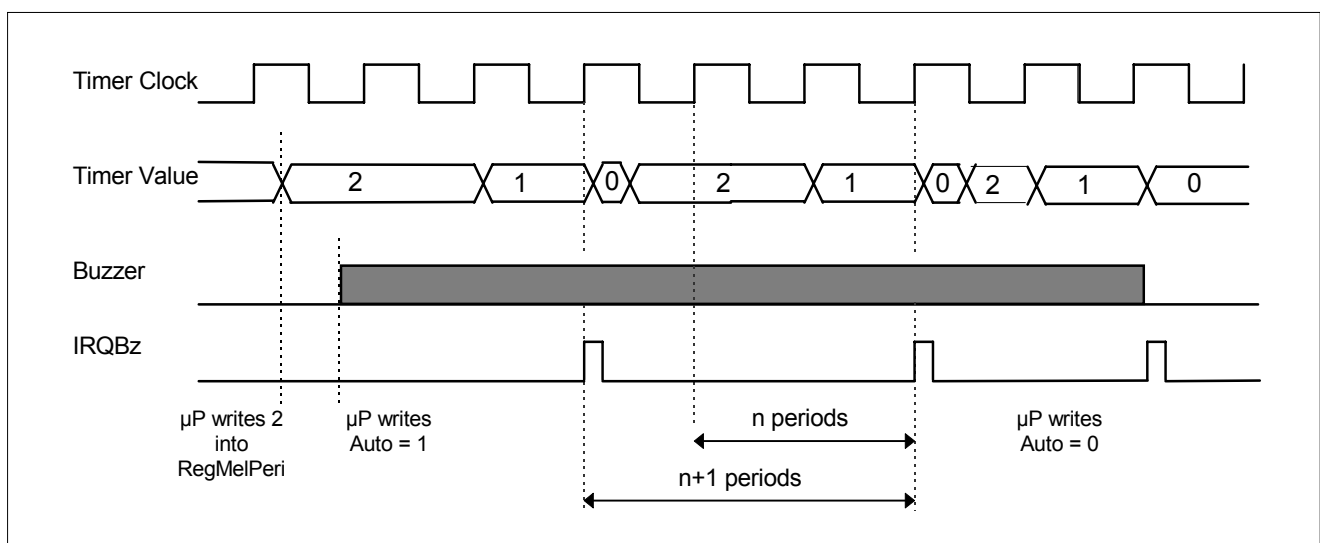 Timer Clock
Timer Value
2
1
0
2
1
0
2
1
0
Buzzer
IRQBz
µP writes 2
into
RegMelPeri
µP writes
Auto = 1
n periods
µP writes
Auto = 0
n+1 periods